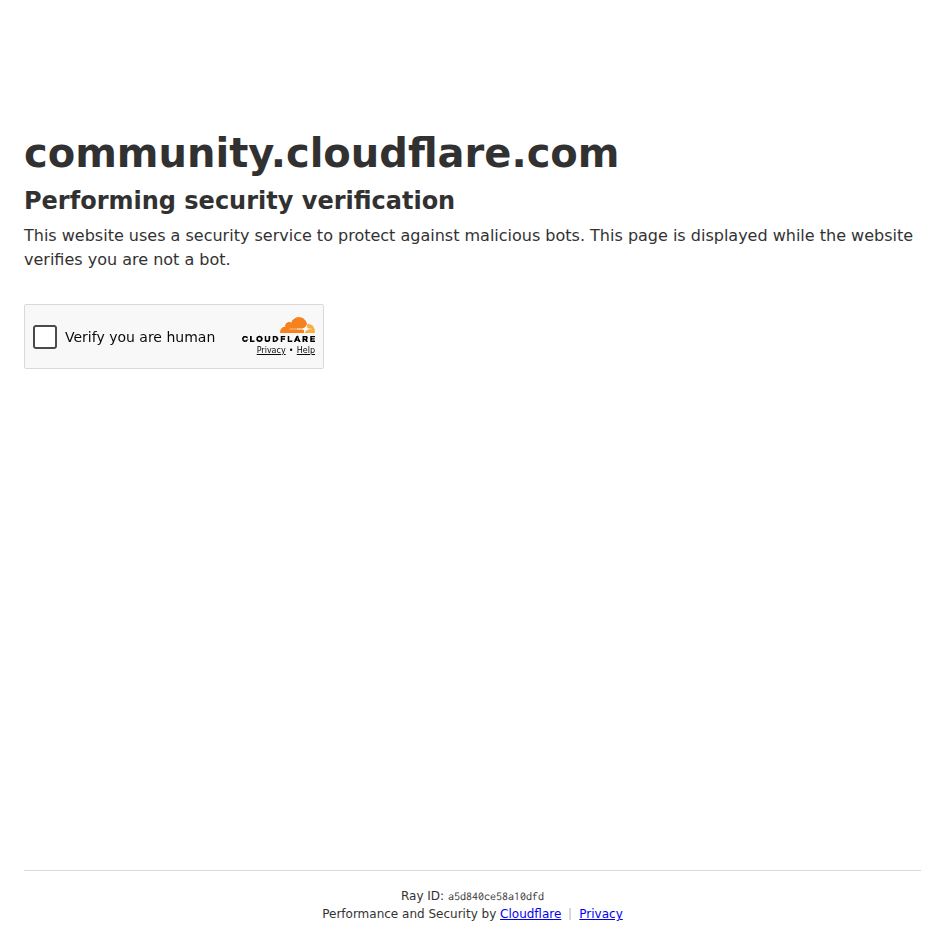 community.cloudflare.com
Performing security verification
This website uses a security service to protect against malicious bots. This page is displayed while the website
verifies you are not a bot.
Verify you are human
CLOUDFLARE
Privacy • Help
Ray ID: a5d840ce58a10dfd
Performance and Security by Cloudflare | Privacy